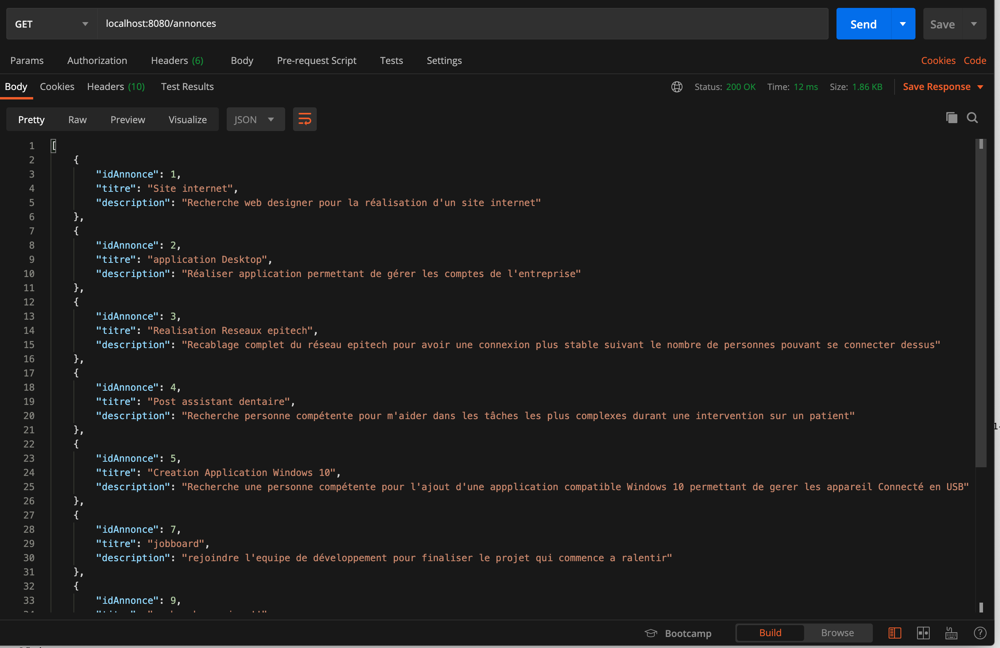 GET localhost:8080/annonces Send Save
Params Authorization Headers (6) Body Pre-request Script Tests Settings Cookies Code
Body Cookies Headers (10) Test Results Status: 200 OK Time: 12 ms Size: 1.86 KB Save Response
Pretty Raw Preview Visualize JSON
1 [
2 {
3 "idAnnonce": 1,
4 "titre": "Site internet",
5 "description": "Recherche web designer pour la réalisation d'un site internet"
6 },
7 {
8 "idAnnonce": 2,
9 "titre": "application Desktop",
10 "description": "Réaliser application permettant de gérer les comptes de l'entreprise"
11 },
12 {
13 "idAnnonce": 3,
14 "titre": "Realisation Reseaux epitech",
15 "description": "Recablage complet du réseau epitech pour avoir une connexion plus stable suivant le nombre de personnes pouvant se connecter dessus"
16 },
17 {
18 "idAnnonce": 4,
19 "titre": "Post assistant dentaire",
20 "description": "Recherche personne compétente pour m'aider dans les tâches les plus complexes durant une intervention sur un patient"
21 },
22 {
23 "idAnnonce": 5,
24 "titre": "Creation Application Windows 10",
25 "description": "Recherche une personne compétente pour l'ajout d'une appplication compatible Windows 10 permettant de gerer les appareil Connecté en USB"
26 },
27 {
28 "idAnnonce": 7,
29 "titre": "jobboard",
30 "description": "rejoindre l'equipe de développement pour finaliser le projet qui commence a ralentir"
31 },
32 {
33 "idAnnonce": 9,
Bootcamp Build Browse